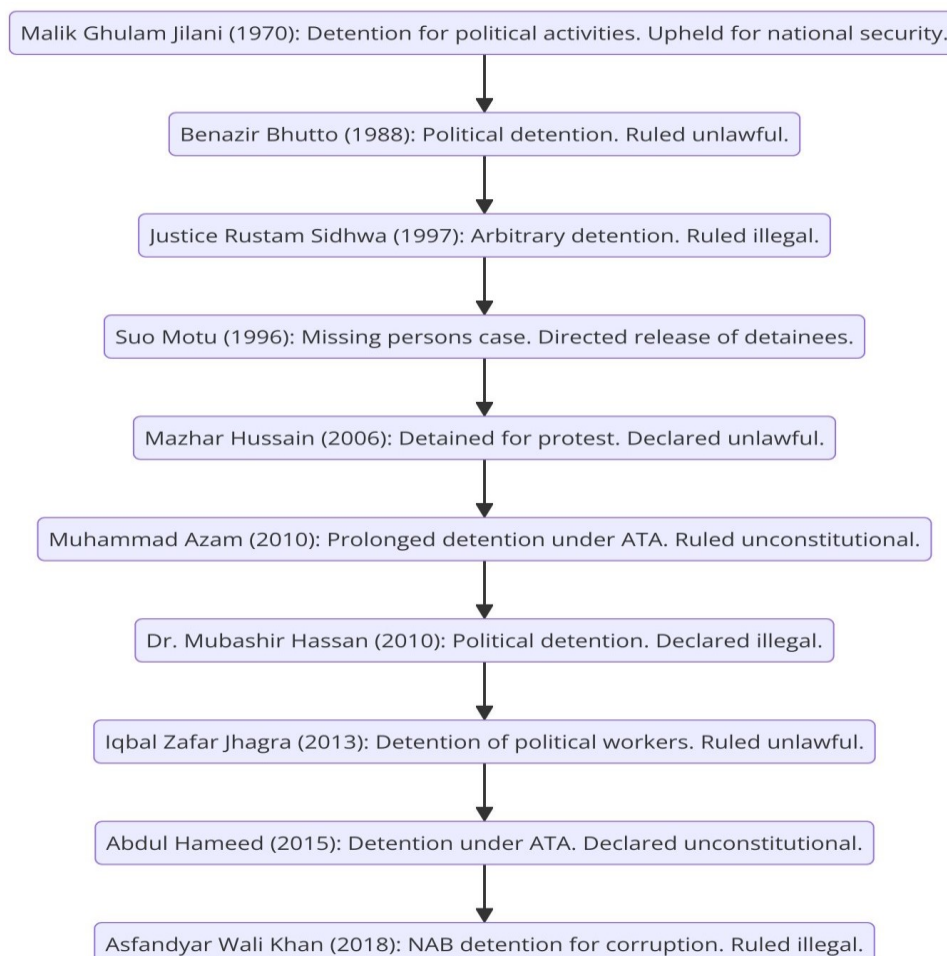 Malik Ghulam Jilani (1970): Detention for political activities. Upheld for national security.
Benazir Bhutto (1988): Political detention. Ruled unlawful.
Justice Rustam Sidhwa (1997): Arbitrary detention. Ruled illegal.
Suo Motu (1996): Missing persons case. Directed release of detainees.
Mazhar Hussain (2006): Detained for protest. Declared unlawful.
Muhammad Azam (2010): Prolonged detention under ATA. Ruled unconstitutional.
Dr. Mubashir Hassan (2010): Political detention. Declared illegal.
Iqbal Zafar Jhagra (2013): Detention of political workers. Ruled unlawful.
Abdul Hameed (2015): Detention under ATA. Declared unconstitutional.
Asfandyar Wali Khan (2018): NAB detention for corruption. Ruled illegal.